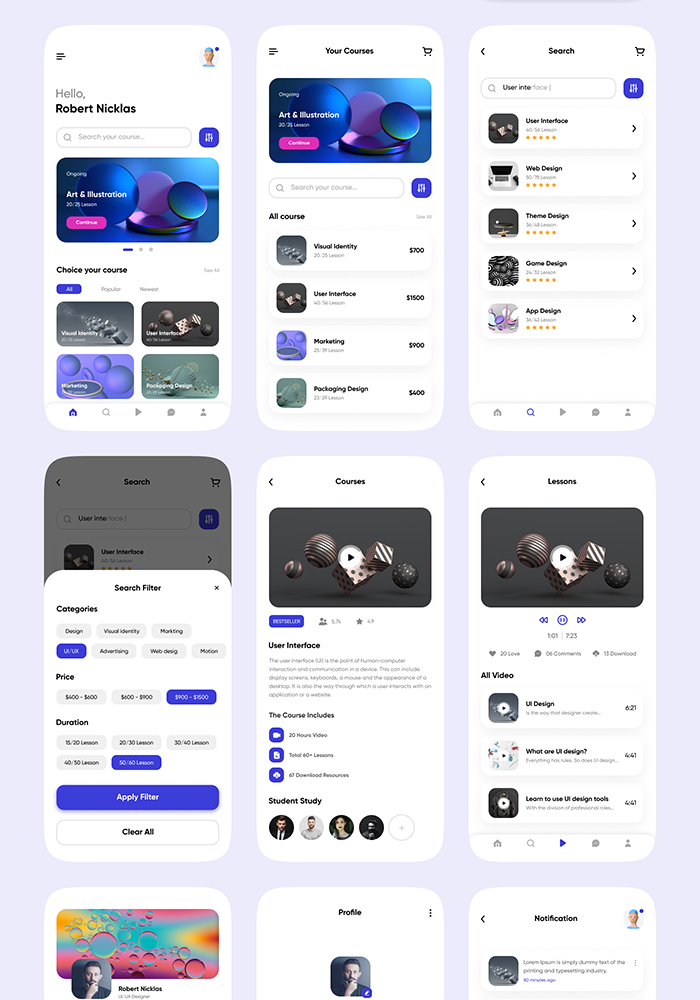 Hello,
Robert Nicklas
Search your course...
Ongoing
Art & Illustration
20/25 Lesson
Continue
Choice your course
See All
All
Popular
Newest
Visual Identity
20/25 Lesson
User Interface
40/56 Lesson
Marketing
Packaging Design
Your Courses
Ongoing
Art & Illustration
20/25 Lesson
Continue
Search your course...
All course
See All
Visual Identity
20/25 Lesson
$700
User Interface
40/56 Lesson
$1500
Marketing
25/39 Lesson
$900
Packaging Design
23/29 Lesson
$400
Search
User interface |
User Interface
40/56 Lesson
Web Design
50/75 Lesson
Theme Design
36/48 Lesson
Game Design
24/32 Lesson
App Design
36/42 Lesson
Search
User interface |
User Interface
40/56 Lesson
Search Filter
Categories
Design
Visual identity
Markting
UI/UX
Advertising
Web desig
Motion
Price
$400 - $600
$600 - $900
$900 - $1500
Duration
15/20 Lesson
20/30 Lesson
30/40 Lesson
40/50 Lesson
50/60 Lesson
Apply Filter
Clear All
Courses
BESTSELLER
5.7k
4.9
User Interface
The user interface (UI) is the point of human-computer
interaction and communication in a device. This can include
display screens, keyboards, a mouse and the appearance of a
desktop. It is also the way through which a user interacts with an
application or a website.
The Course Includes
20 Hours Video
Total 60+ Lessons
67 Download Resources
Student Study
Lessons
1:01 | 7:23
20 Love
06 Comments
13 Download
All Video
UI Design
Is the way that designer create...
6:21
What are UI design?
Everything has rules. So does UI design...
4:41
Learn to use UI design tools
With the division of professional roles...
4:41
Robert Nicklas
UI/UX Designer
Profile
Notification
Lorem Ipsum is simply dummy text of the
printing and typesetting industry.
50 minutes ago